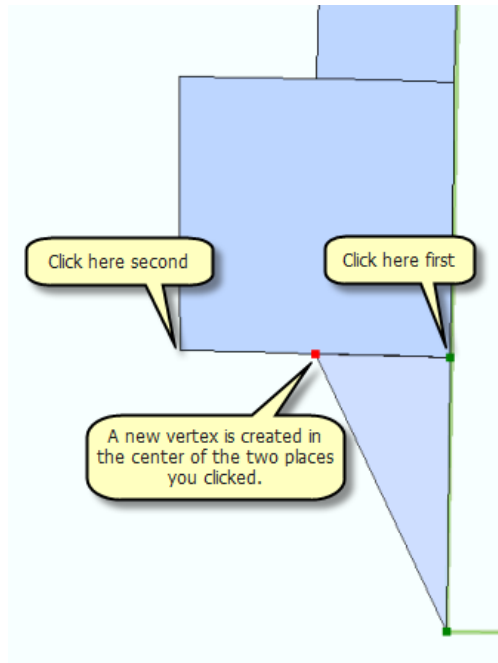 Click here second
Click here first
A new vertex is created in
the center of the two places
you clicked.